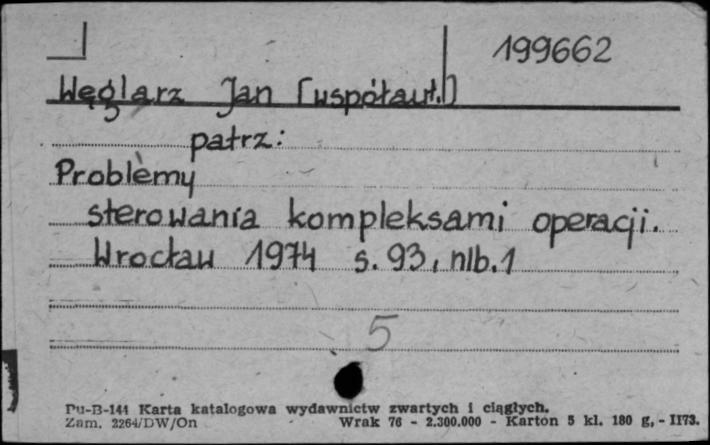 199662
Węglarz Jan [współaut.]
patrz:
Problemy
sterowania kompleksami operacji.
Wrocław 1974 s. 93, nlb. 1
5
Pu-B-144 Karta katalogowa wydawnictw zwartych i ciągłych.
Zam. 2264/DW/On Wrak 76 - 2.300.000 - Karton 5 kl. 180 g, - II73.